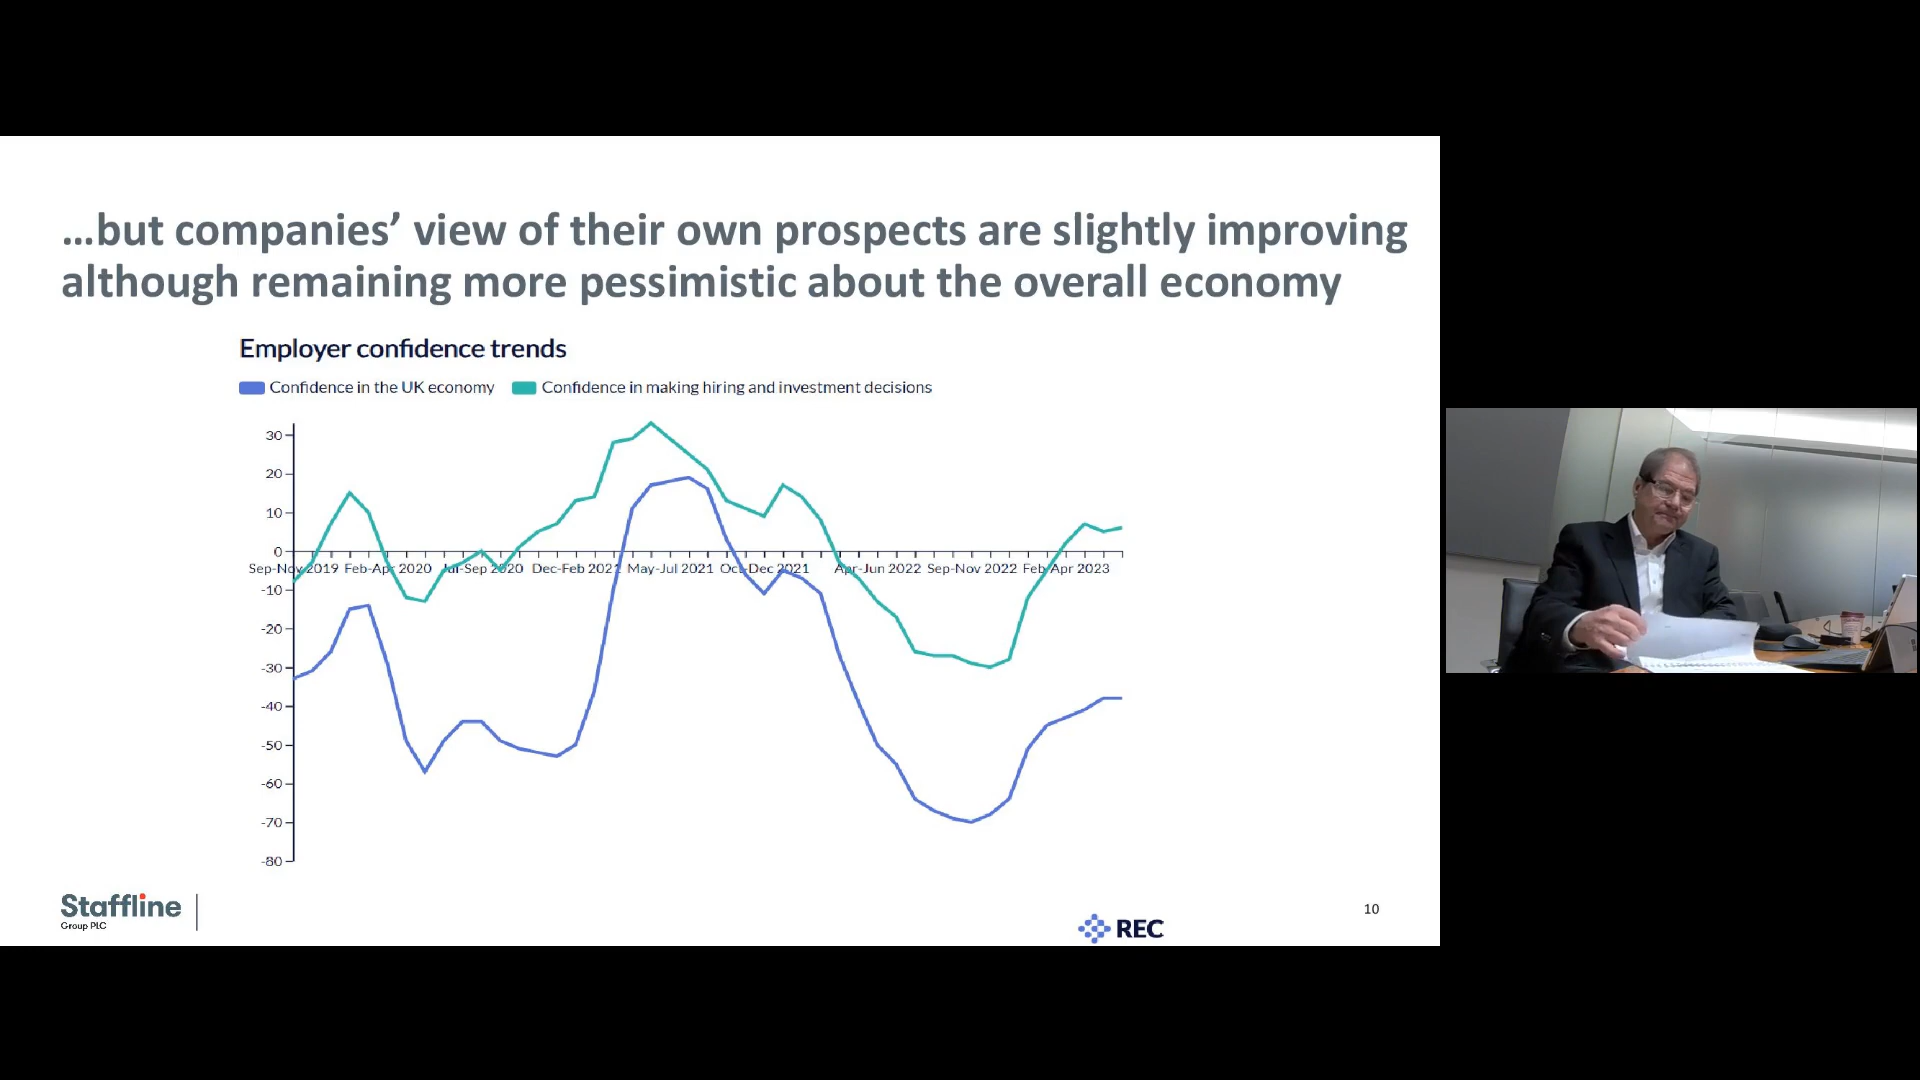 ...but companies’ view of their own prospects are slightly improving
although remaining more pessimistic about the overall economy
Employer confidence trends
Confidence in the UK economy
Confidence in making hiring and investment decisions
30
20
10
0
Sep-Nov 2019 Feb-Apr 2020 Jul-Sep 2020 Dec-Feb 2021 May-Jul 2021 Oct-Dec 2021 Apr-Jun 2022 Sep-Nov 2022 Feb-Apr 2023
-10
-20
-30
-40
-50
-60
-70
-80
Staffline
Group PLC
REC
10